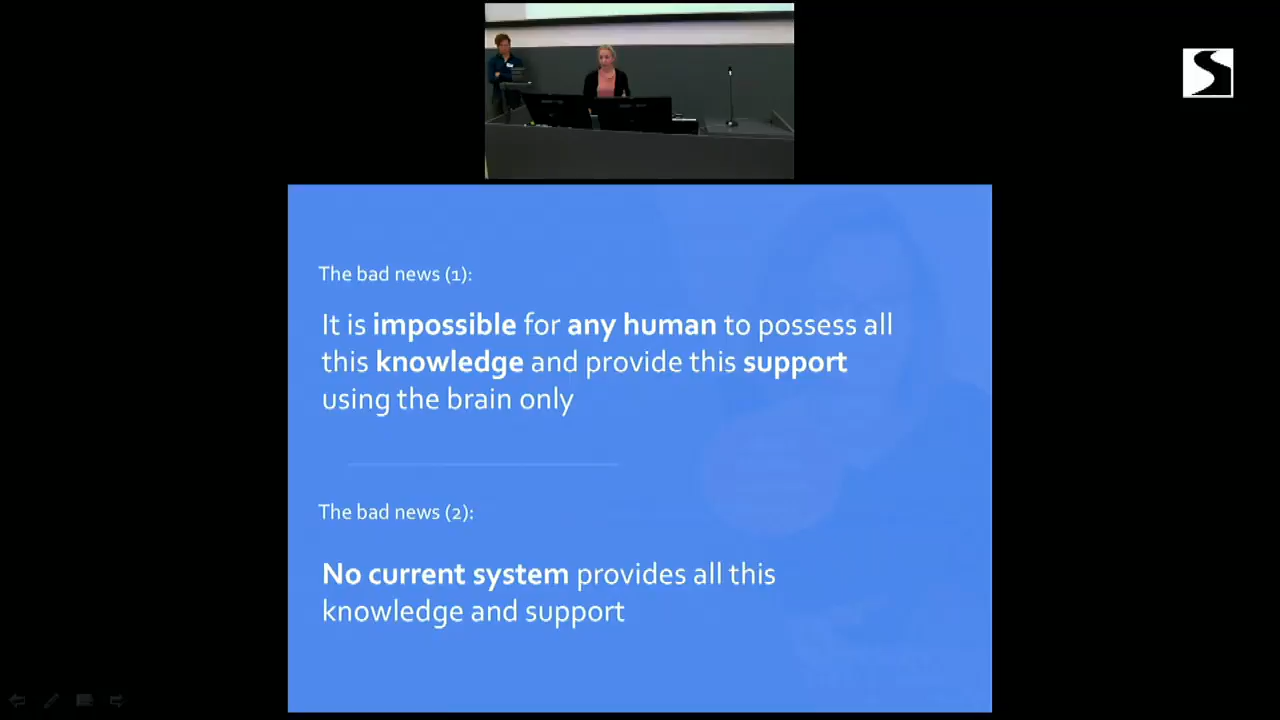 The bad news (1):
It is impossible for any human to possess all
this knowledge and provide this support
using the brain only
The bad news (2):
No current system provides all this
knowledge and support